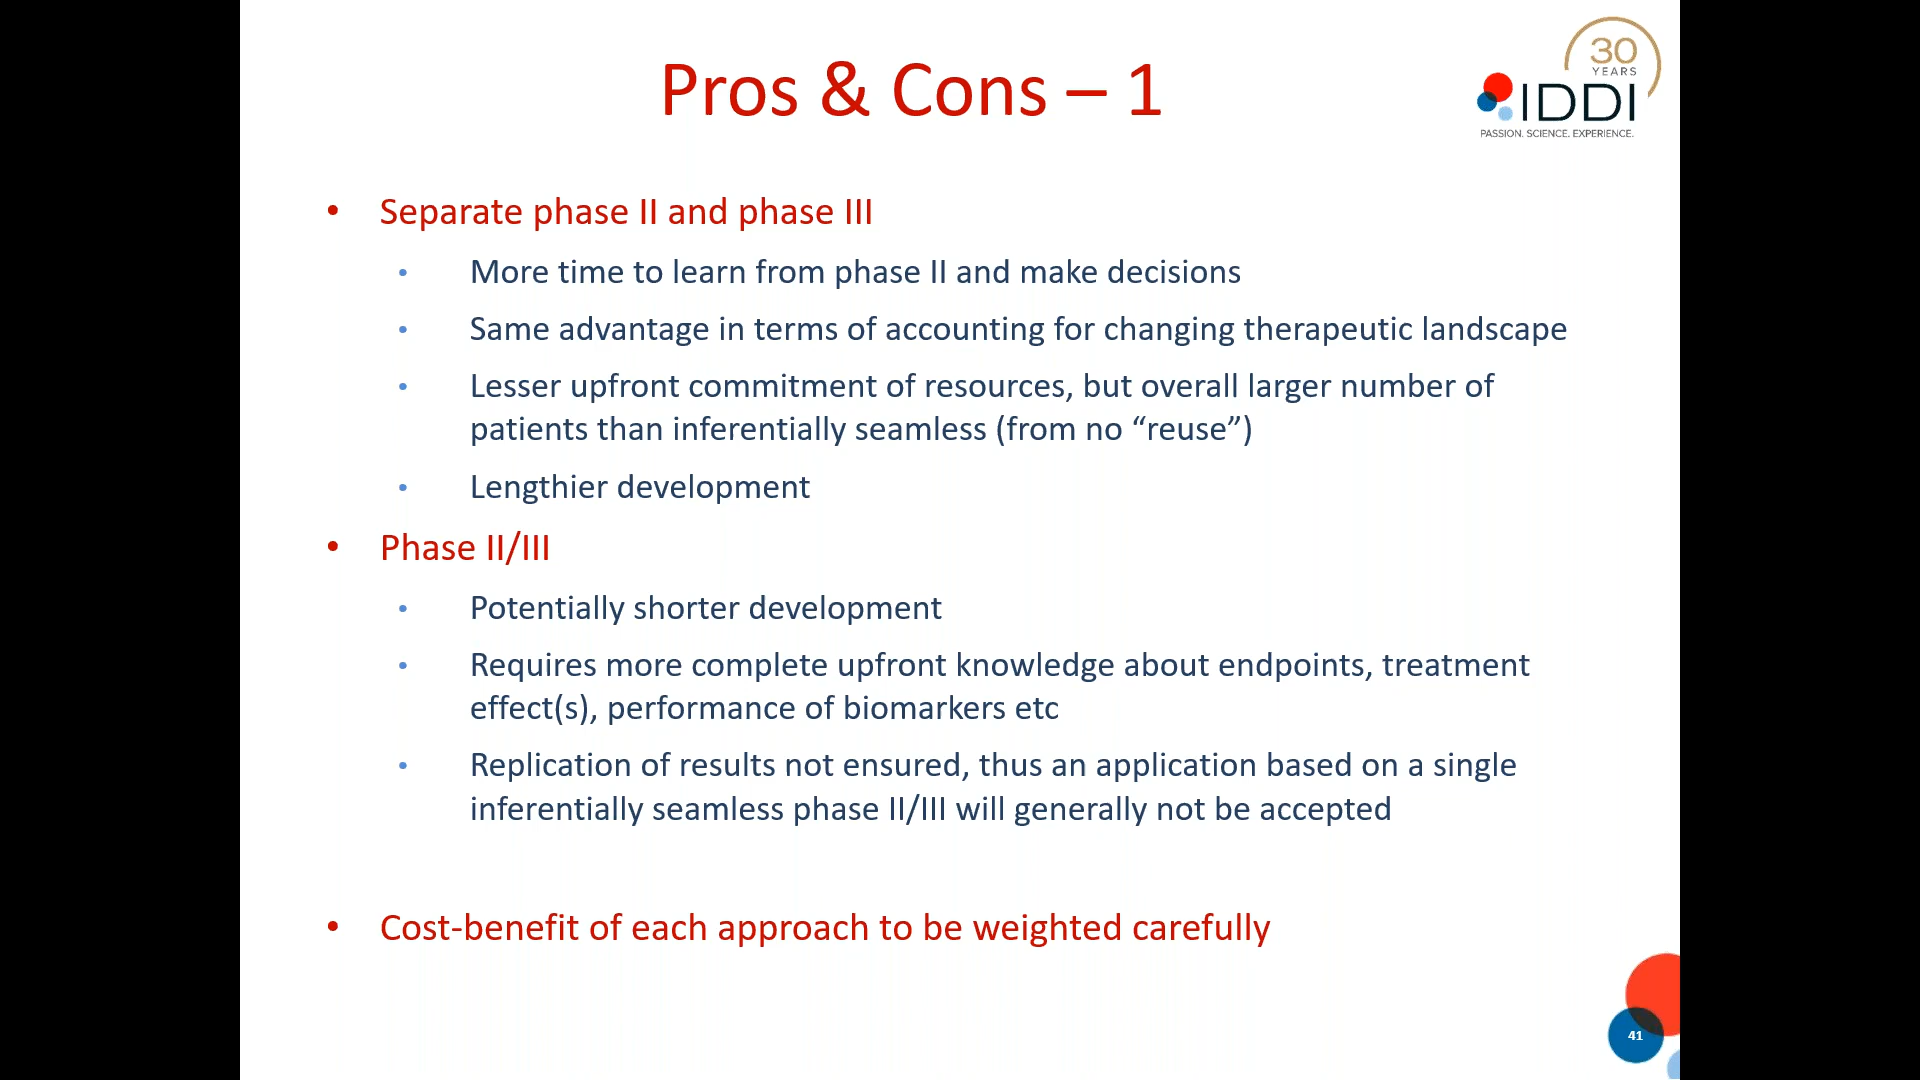 Pros & Cons – 1
30
YEARS
IDDI
PASSION. SCIENCE. EXPERIENCE.
• Separate phase II and phase III
• More time to learn from phase II and make decisions
• Same advantage in terms of accounting for changing therapeutic landscape
• Lesser upfront commitment of resources, but overall larger number of
patients than inferentially seamless (from no “reuse”)
• Lengthier development
• Phase II/III
• Potentially shorter development
• Requires more complete upfront knowledge about endpoints, treatment
effect(s), performance of biomarkers etc
• Replication of results not ensured, thus an application based on a single
inferentially seamless phase II/III will generally not be accepted
• Cost-benefit of each approach to be weighted carefully
41